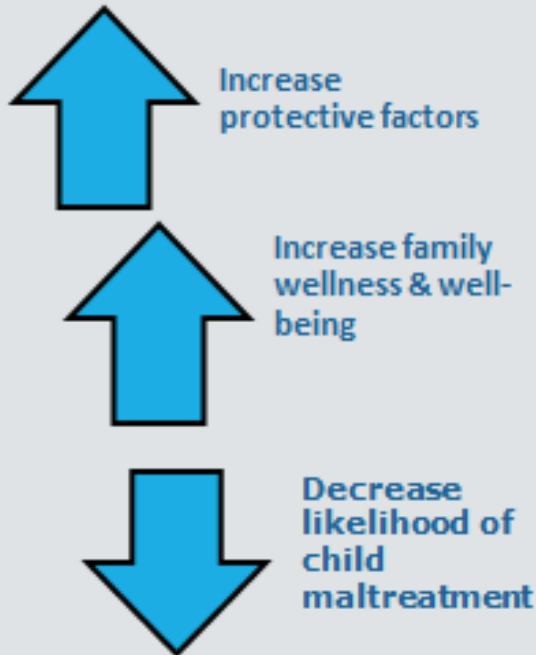 Increase
protective factors
Increase family
wellness & well-
being
Decrease
likelihood of
child
maltreatment